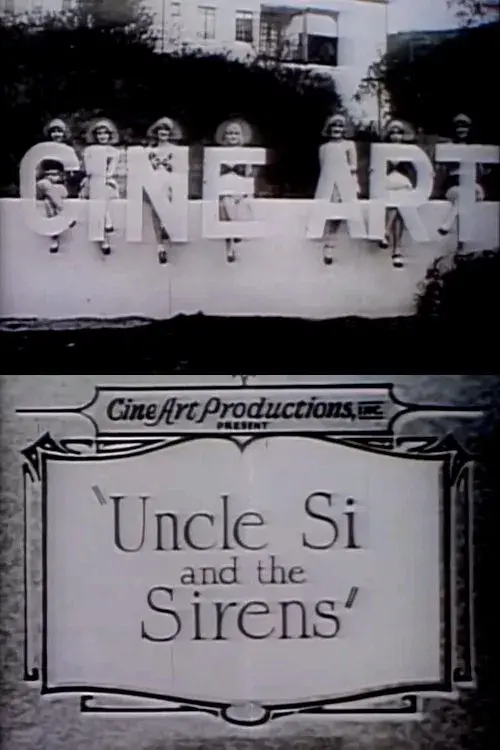 CINE ART
CineArt Productions, INC.
PRESENT
"Uncle Si
and the
Sirens"